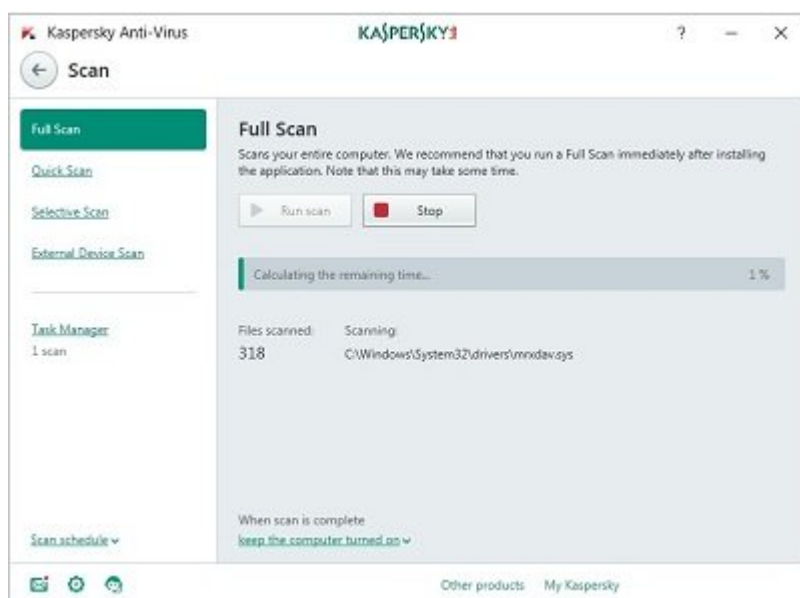 Kaspersky Anti-Virus
KASPERSKY
?
Scan
Full Scan
Quick Scan
Selective Scan
External Device Scan
Task Manager
1 scan
Scan schedule
Full Scan
Scans your entire computer. We recommend that you run a Full Scan immediately after installing
the application. Note that this may take some time.
Run scan Stop
Calculating the remaining time... 1 %
Files scanned: Scanning:
318 C:\Windows\System32\drivers\mrxdav.sys
When scan is complete
keep the computer turned on
Other products My Kaspersky